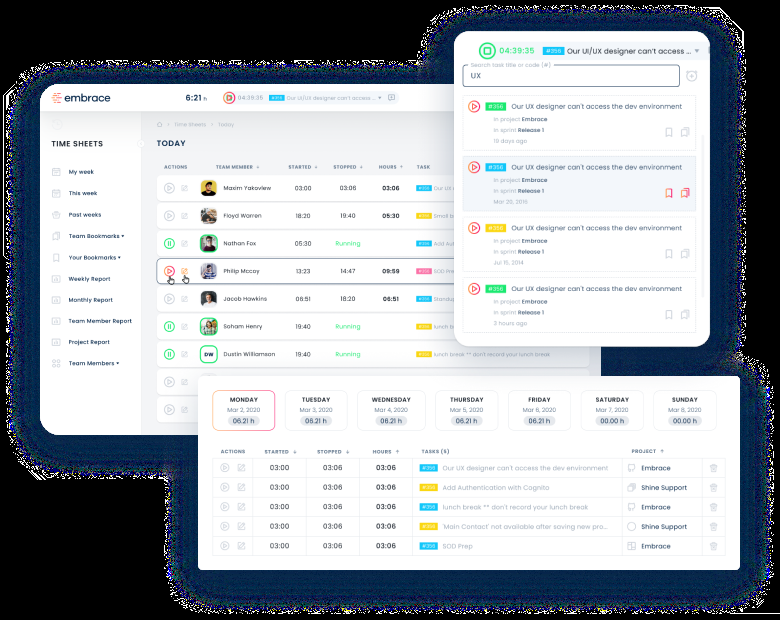 embrace
6:21 h
04:39:35 #356 Our UI/UX designer can't access ...
TIME SHEETS
My week
This week
Past weeks
Team Bookmarks
Your Bookmarks
Weekly Report
Monthly Report
Team Member Report
Project Report
Team Members
Time Sheets > Today
TODAY
ACTIONS TEAM MEMBER STARTED STOPPED HOURS TASK
Maxim Yakovlew 03:00 03:06 03:06 #356 Our UX
Floyd Warren 18:20 19:40 05:30
Nathan Fox 05:30 Running #356 Add Aut
Philip Mccoy 13:23 14:47 09:59 #356 SOD Prep
Jacob Hawkins 06:51 18:20 06:51 #356
Soham Henry 19:40 Running #356 lunch b
DW Dustin Williamson 19:40 Running #356 lunch break ** don't record your lunch break
04:39:35 #356 Our UI/UX designer can't access ...
Search task title or code (#)
UX
#356 Our UX designer can't access the dev environment
in project Embrace
in sprint Release 1
10 days ago
#356 Our UX designer can't access the dev environment
in project Embrace
in sprint Release 1
Mar 20, 2015
#356 Our UX designer can't access the dev environment
in project Embrace
in sprint Release 1
Jul 15, 2014
#356 Our UX designer can't access the dev environment
in project Embrace
in sprint Release 1
2 hours ago
MONDAY TUESDAY WEDNESDAY THURSDAY FRIDAY SATURDAY SUNDAY
Mar 2, 2020 Mar 3, 2020 Mar 4, 2020 Mar 5, 2020 Mar 6, 2020 Mar 7, 2020 Mar 8, 2020
06.21 h 06.21 h 06.21 h 06.21 h 06.21 h 00.00 h 00.00 h
ACTIONS STARTED STOPPED HOURS TASKS (5) PROJECT
03:00 03:06 03:06 #356 Our UX designer can't access the dev environment Embrace
03:00 03:06 03:06 #356 Add Authentication with Cognito Shine Support
03:00 03:06 03:06 #356 lunch break ** don't record your lunch break Embrace
03:00 03:06 03:06 #356 'Main Contact' not available after saving new pro... Shine Support
03:00 03:06 03:06 #356 SOD Prep Embrace